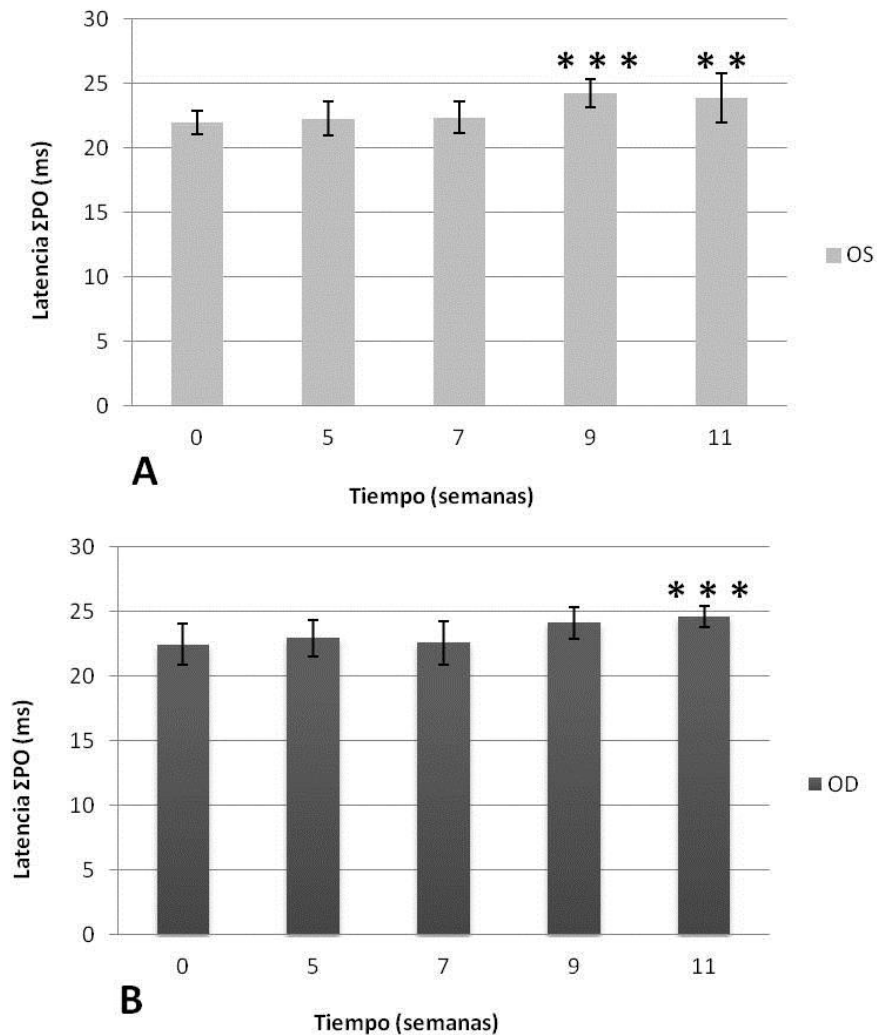 Latencia ΣPO (ms)
30
25
20
15
10
5
0
* * *
* *
OS
0 5 7 9 11
A
Tiempo (semanas)
Latencia ΣPO (ms)
30
25
20
15
10
5
0
* * *
OD
0 5 7 9 11
B
Tiempo (semanas)